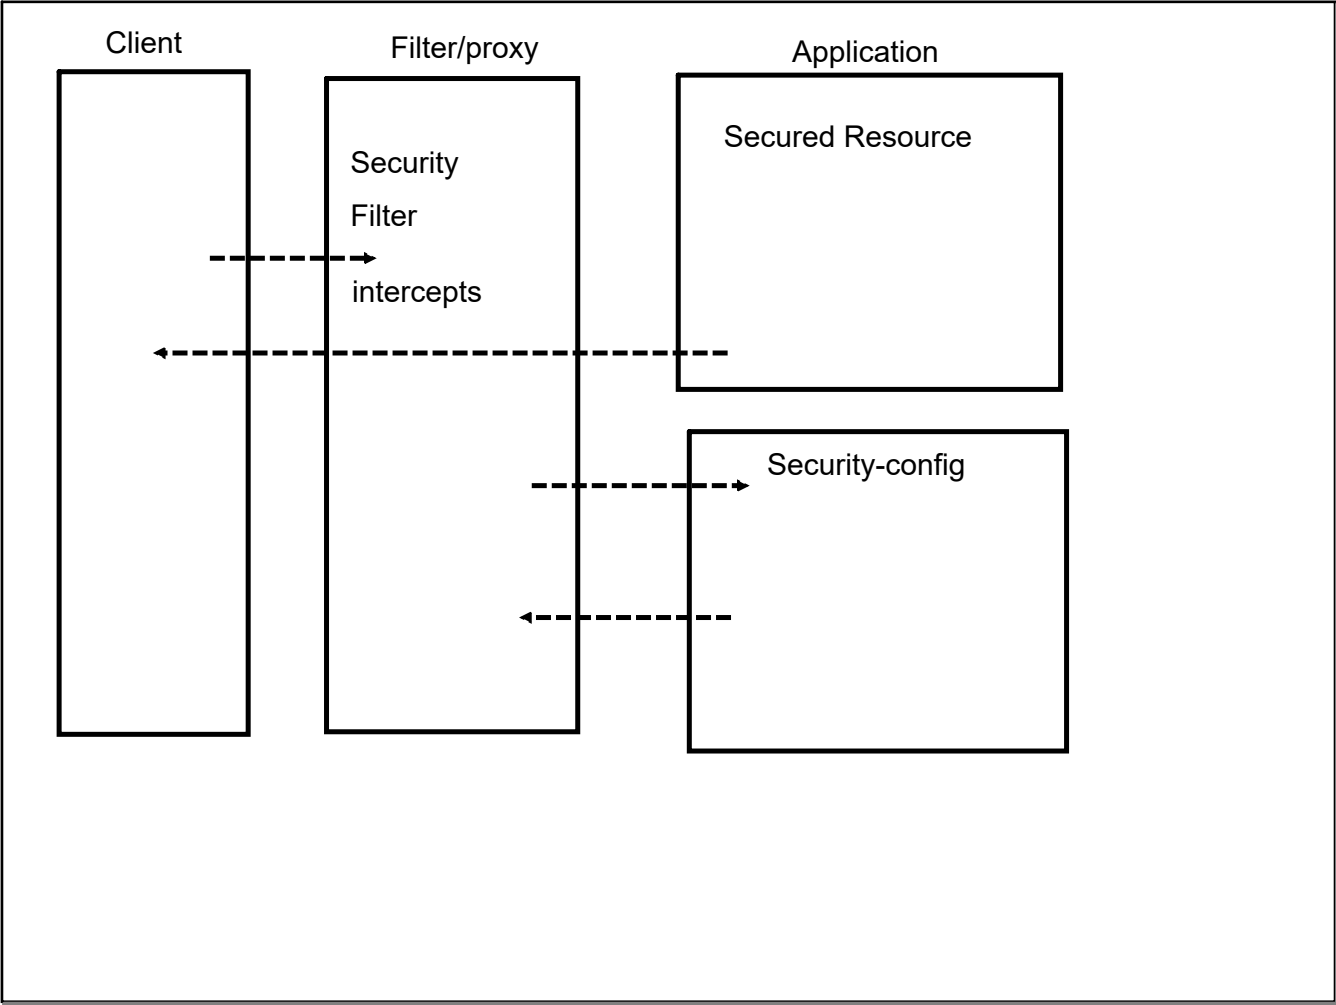 Client
Filter/proxy
Application
Secured Resource
Security
Filter
intercepts
Security-config